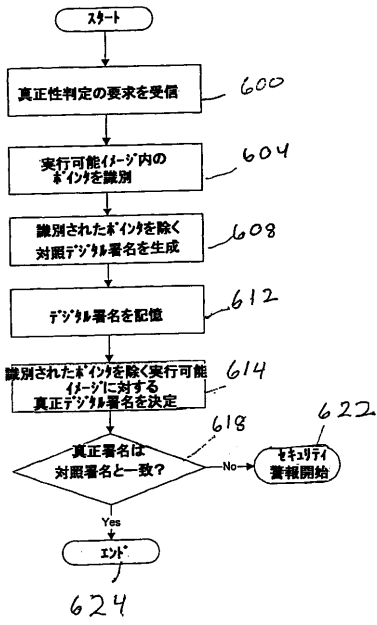 スタート
真正性判定の要求を受信
600
実行可能イメージ内の
ポインタを識別
604
識別されたポインタを除く
対照デジタル署名を生成
608
デジタル署名を記憶
612
識別されたポインタを除く実行可能
イメージに対する
真正デジタル署名を決定
614
真正署名は
対照署名と一致?
618
No
セキュリティ
警報開始
622
Yes
エンド
624